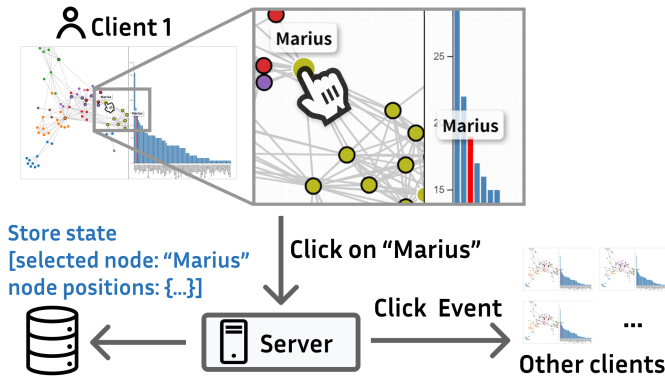 Client 1
Marius
25
2
Marius
15
Store state
[selected node: “Marius”
node positions: {...}]
Click on “Marius”
Click Event
Server
...
Other clients